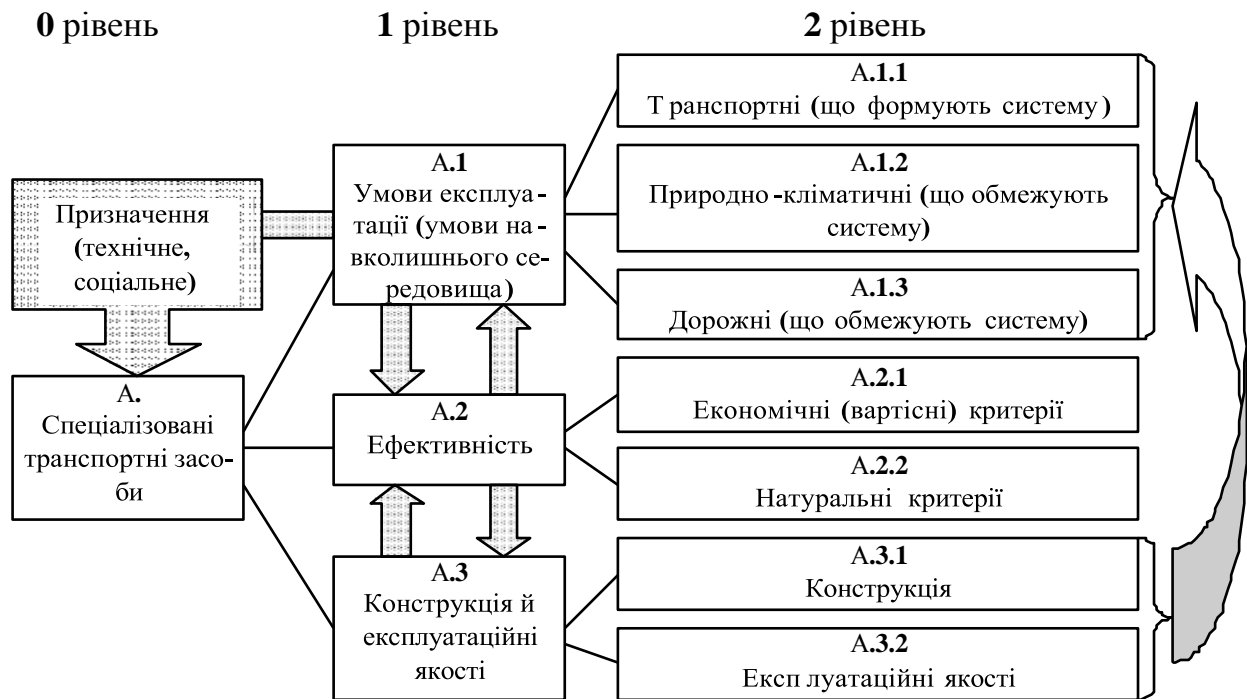 0 рівень
1 рівень
2 рівень
Призначення
(технічне,
соціальне)
А.
Спеціалізовані
транспортні засо-
би
А.1
Умови експлуа-
тації (умови на-
вколишнього се-
редовища)
А.2
Ефективність
А.3
Конструкція й
експлуатаційні
якості
А.1.1
Т ранспортні (що формують систему)
А.1.2
Природно-кліматичні (що обмежують
систему)
А.1.3
Дорожні (що обмежують систему)
А.2.1
Економічні (вартісні) критерії
А.2.2
Натуральні критерії
А.3.1
Конструкція
А.3.2
Експ луатаційні якості